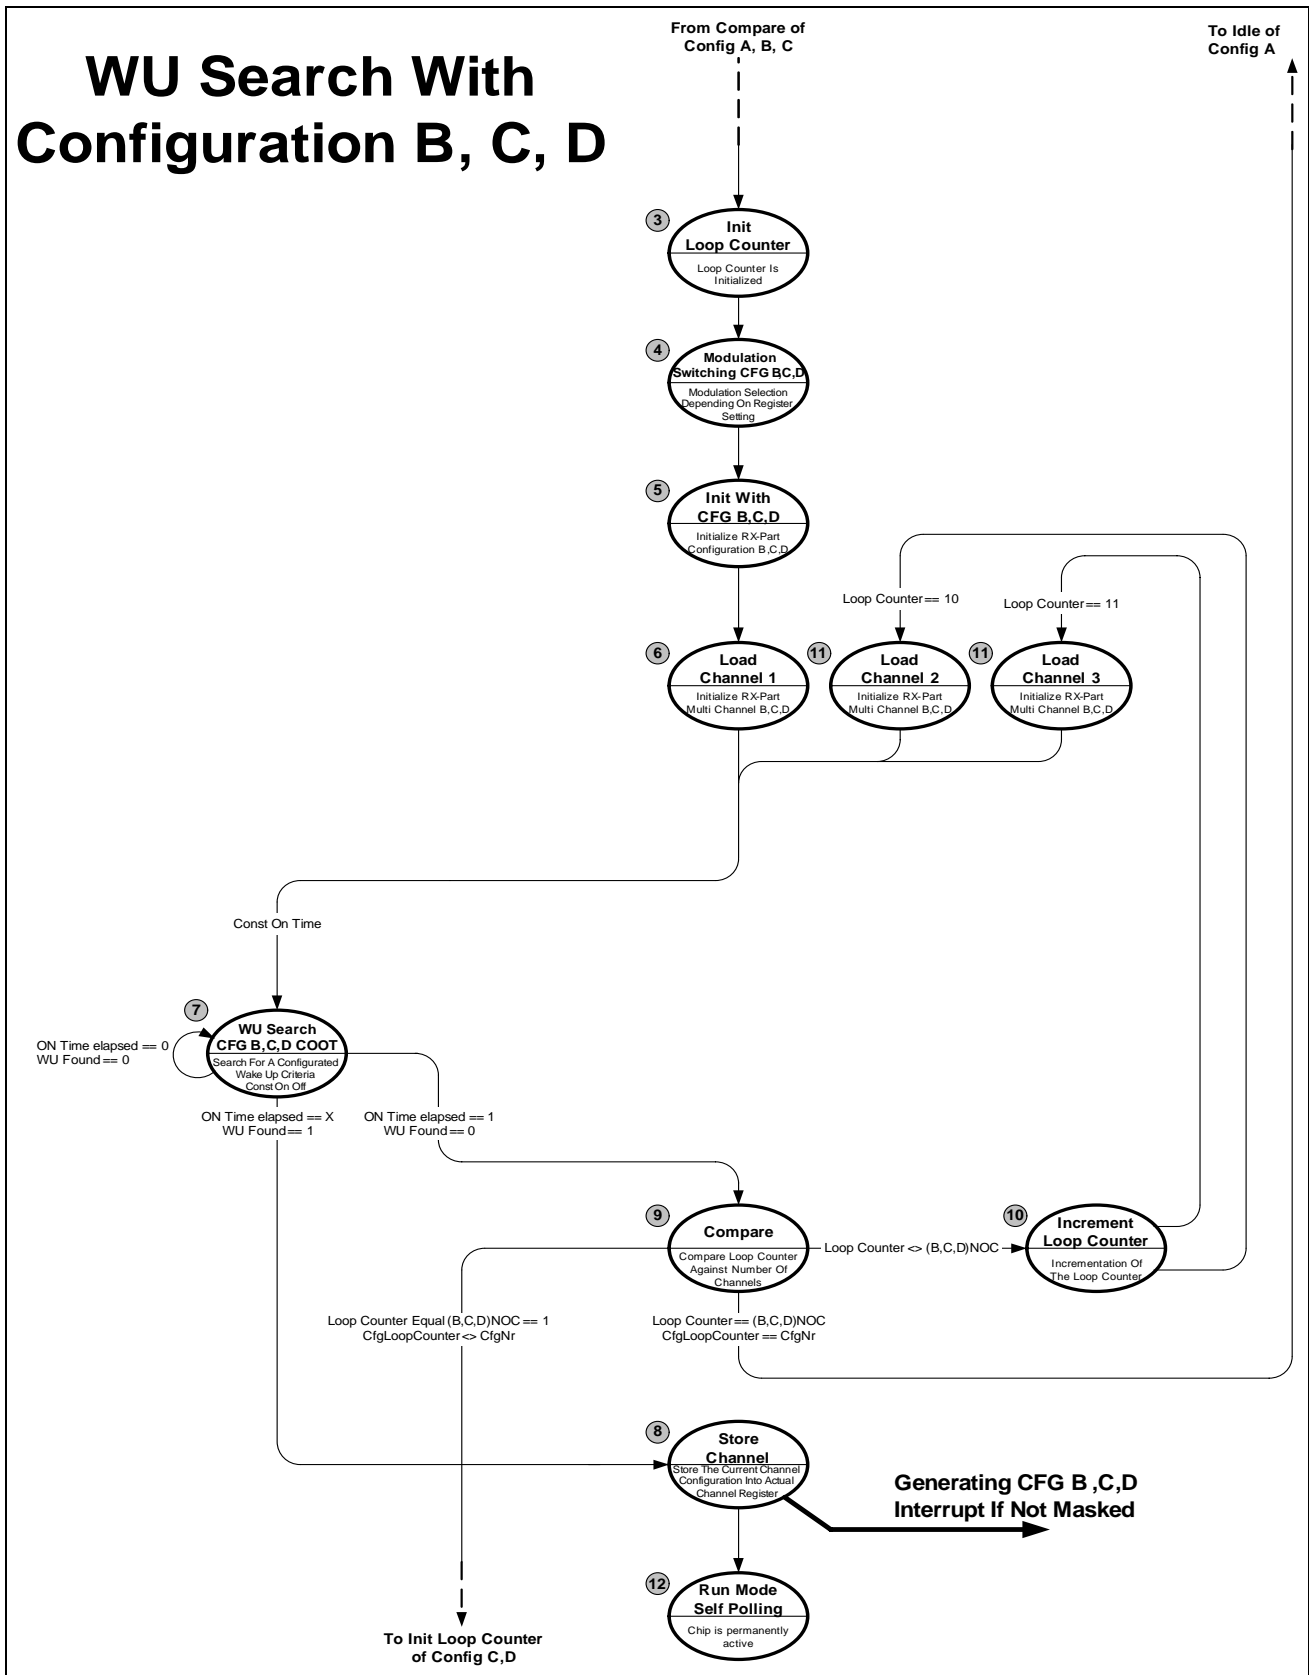 From Compare of
Config A, B, C
To Idle of
Config A
WU Search With
Configuration B, C, D
3
Init
Loop Counter
Loop Counter Is
Initialized
4
Modulation
Switching CFG B,C,D
Modulation Selection
Depending On Register
Setting
5
Init With
CFG B,C,D
Initialize RX-Part
Configuration B,C,D
Loop Counter == 10
Loop Counter == 11
6
Load
Channel 1
Initialize RX-Part
Multi Channel B,C,D
11
Load
Channel 2
Initialize RX-Part
Multi Channel B,C,D
11
Load
Channel 3
Initialize RX-Part
Multi Channel B,C,D
Const On Time
7
WU Search
CFG B,C,D COOT
Search For A Configurated
Wake Up Criteria
Const On Off
ON Time elapsed == 0
WU Found == 0
ON Time elapsed == X
WU Found == 1
ON Time elapsed == 1
WU Found == 0
9
Compare
Compare Loop Counter
Against Number Of
Channels
Loop Counter <> (B,C,D)NOC
10
Increment
Loop Counter
Incrementation Of
The Loop Counter
Loop Counter Equal (B,C,D)NOC == 1
CfgLoopCounter <> CfgNr
Loop Counter == (B,C,D)NOC
CfgLoopCounter == CfgNr
8
Store
Channel
Store The Current Channel
Configuration Into Actual
Channel Register
Generating CFG B ,C,D
Interrupt If Not Masked
12
Run Mode
Self Polling
Chip is permanently
active
To Init Loop Counter
of Config C,D